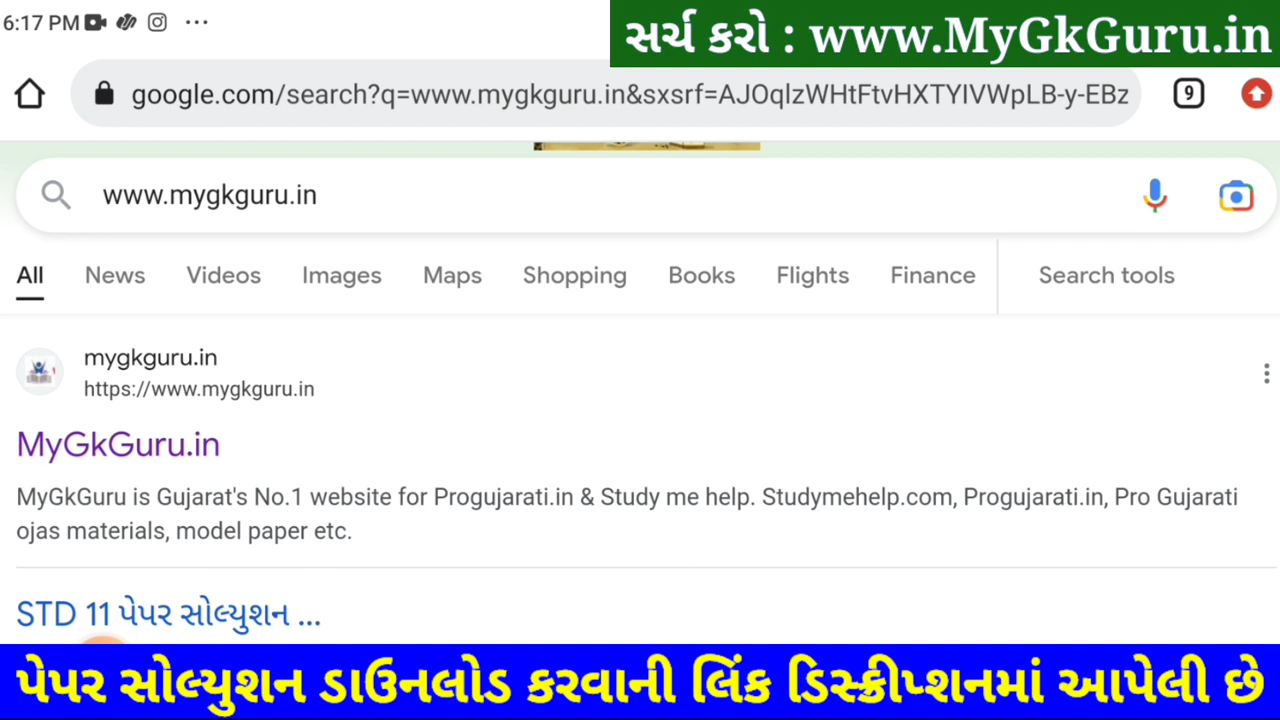 6:17 PM
સર્ચ કરો : www.MyGkGuru.in
google.com/search?q=www.mygkguru.in&sxsrf=AJOqlzWHtFtvHXTYIVWpLB-y-EBz
9
www.mygkguru.in
All News Videos Images Maps Shopping Books Flights Finance Search tools
mygkguru.in
https://www.mygkguru.in
MyGkGuru.in
MyGkGuru is Gujarat's No.1 website for Progujarati.in & Study me help. Studymehelp.com, Progujarati.in, Pro Gujarati
ojas materials, model paper etc.
STD 11 પેપર સોલ્યુશન ...
પેપર સોલ્યુશન ડાઉનલોડ કરવાની લિંક ડિસ્ક્રીપ્શનમાં આપેલી છે